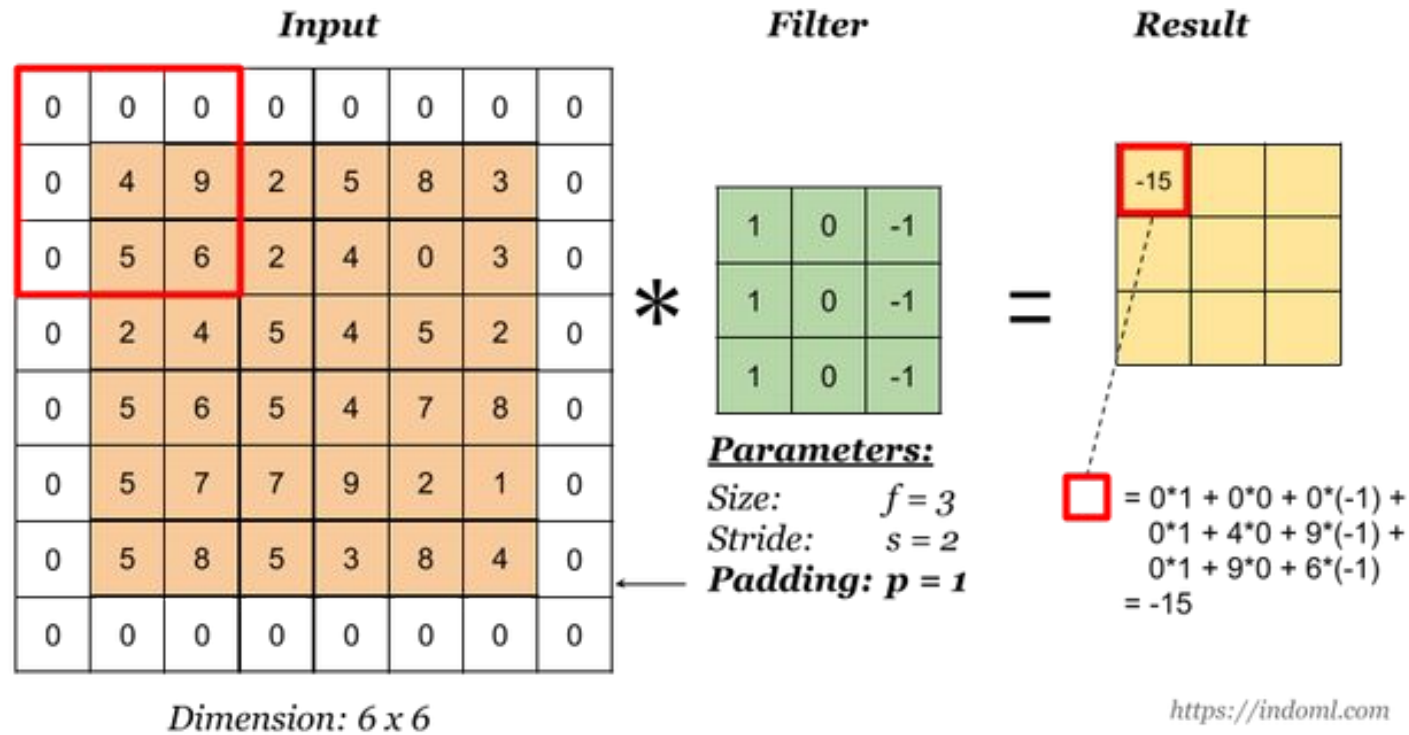 Input Filter Result
0 0 0 0 0 0 0 0
0 4 9 2 5 8 3 0
0 5 6 2 4 0 3 0
0 2 4 5 4 5 2 0
0 5 6 5 4 7 8 0
0 5 7 7 9 2 1 0
0 5 8 5 3 8 4 0
0 0 0 0 0 0 0 0
Dimension: 6 x 6
*
1 0 -1
1 0 -1
1 0 -1
Parameters:
Size: f = 3
Stride: s = 2
Padding: p = 1
=
-15
= 0*1 + 0*0 + 0*(-1) +
0*1 + 4*0 + 9*(-1) +
0*1 + 9*0 + 6*(-1)
= -15
https://indoml.com